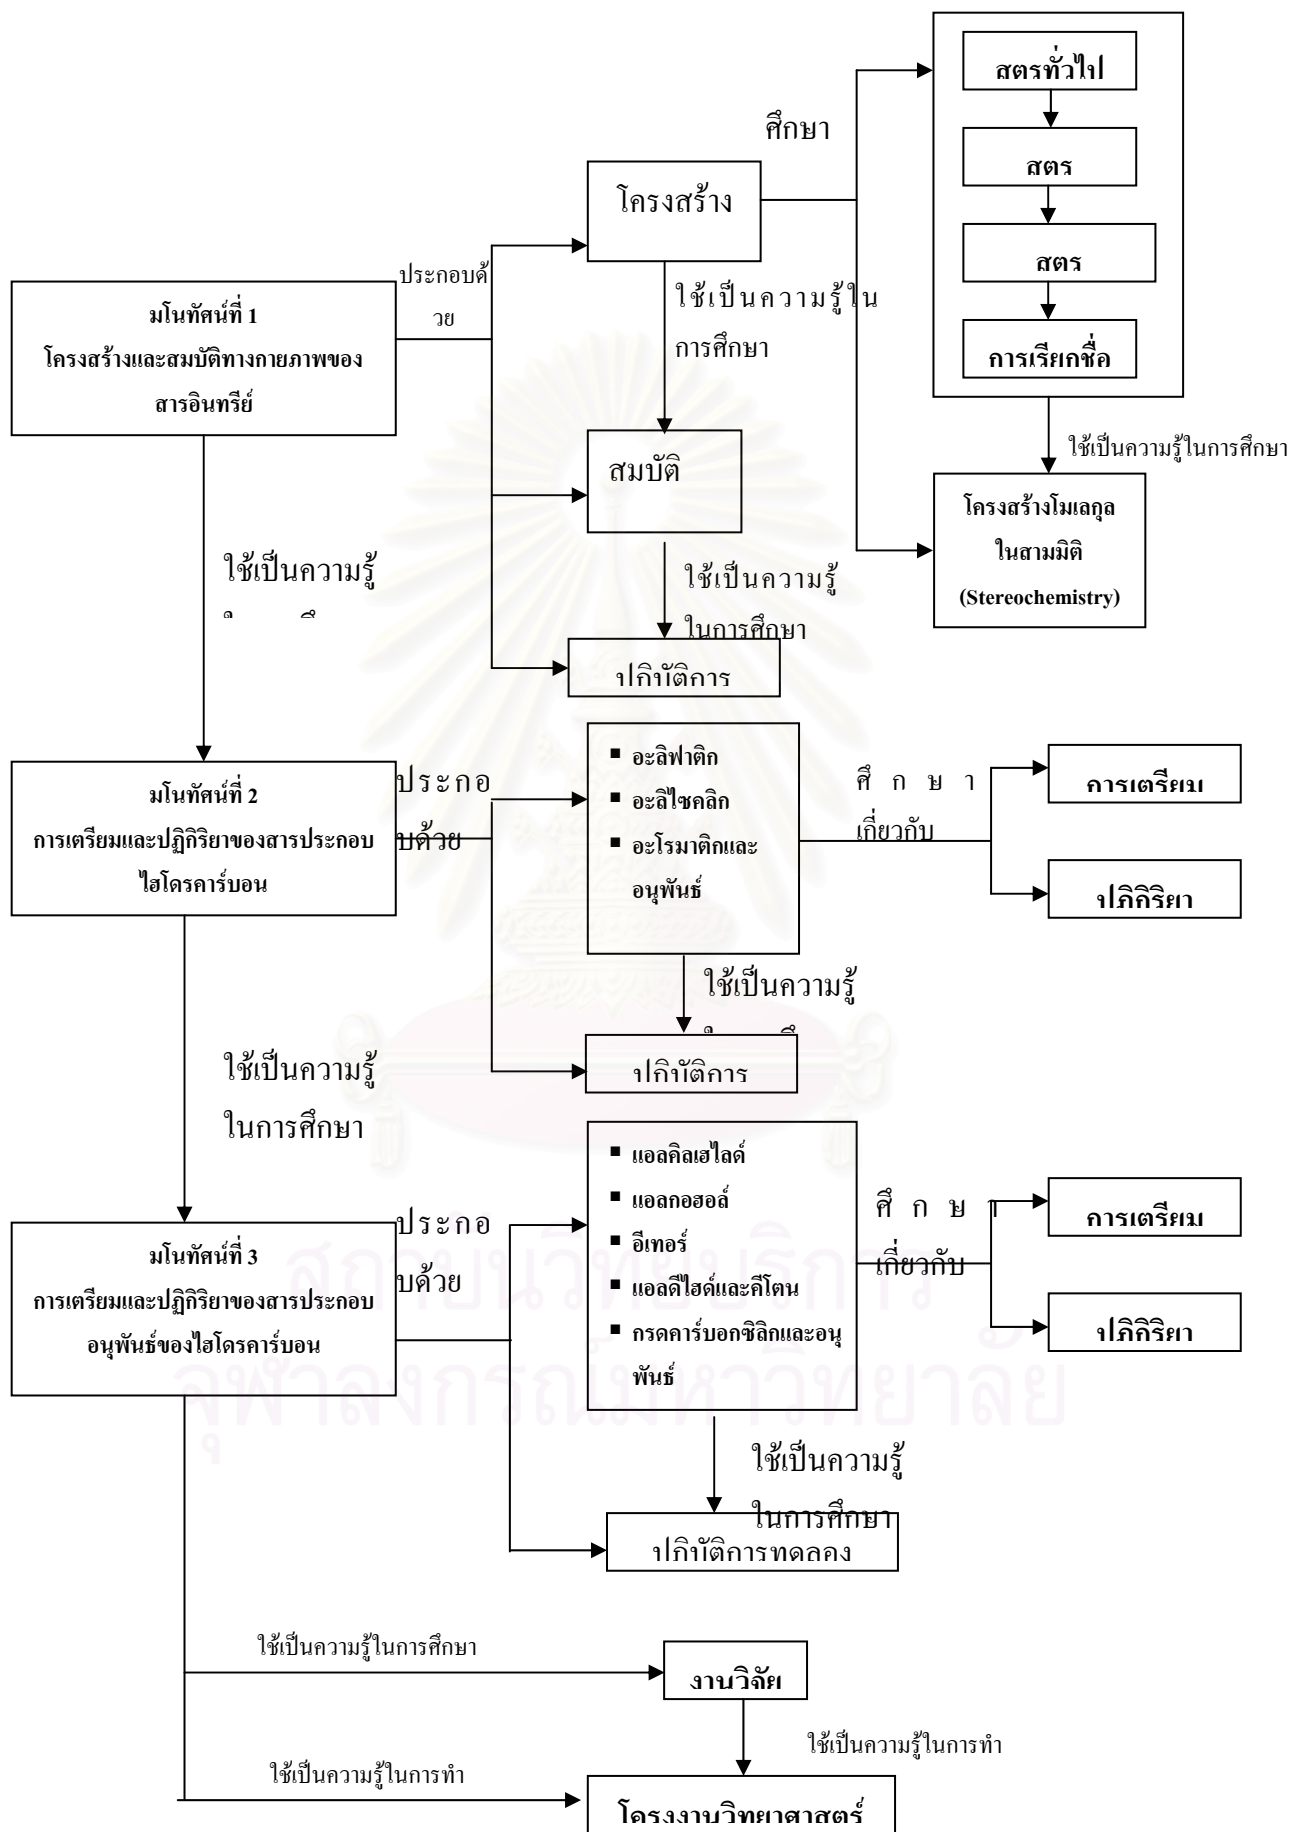 สูตรทั่วไป
ศึกษา
สูตร
โครงสร้าง
สูตร
ประกอบด้
วย
ใช้เป็นความรู้ใน
การศึกษา
การเรียกชื่อ
มโนทัศน์ที่ 1
โครงสร้างและสมบัติทางกายภาพของ
สารอินทรีย์
ใช้เป็นความรู้ในการศึกษา
สมบัติ
โครงสร้างโมเลกุล
ในสามมิติ
(Stereochemistry)
ใช้เป็นความรู้
ใช้เป็นความรู้
ในการศึกษา
ปฏิบัติการ
มโนทัศน์ที่ 2
การเตรียมและปฏิกิริยาของสารประกอบ
ไฮโดรคาร์บอน
ประกอ
บด้วย
▪ อะลิฟาติก
▪ อะลิไซคลิก
▪ อะโรมาติกและ
อนุพันธ์
ศึกษา
เกี่ยวกับ
การเตรียม
ปฏิกิริยา
ใช้เป็นความรู้
ปฏิบัติการ
ใช้เป็นความรู้
ในการศึกษา
มโนทัศน์ที่ 3
การเตรียมและปฏิกิริยาของสารประกอบ
อนุพันธ์ของไฮโดรคาร์บอน
ประกอ
บด้วย
▪ แอลคิลเฮไลด์
▪ แอลกอฮอล์
▪ อีเทอร์
▪ แอลดีไฮด์และคีโตน
▪ กรดคาร์บอกซิลิกและอนุ
พันธ์
ศึกษา
เกี่ยวกับ
การเตรียม
ปฏิกิริยา
สถาบันวิทยบริการ
จุฬาลงกรณ์มหาวิทยาลัย
ใช้เป็นความรู้
ในการศึกษา
ปฏิบัติการทดลอง
ใช้เป็นความรู้ในการศึกษา
งานวิจัย
ใช้เป็นความรู้ในการทำ
ใช้เป็นความรู้ในการทำ
โครงงานวิทยาศาสตร์